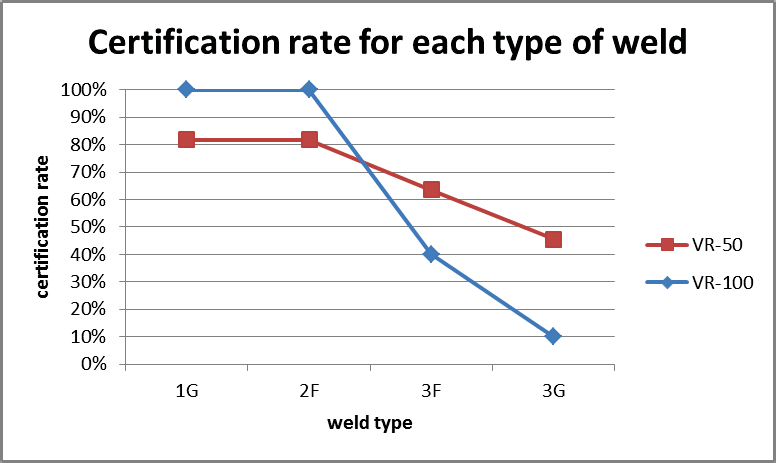 Certification rate for each type of weld
100%
90%
80%
70%
60%
50%
40%
30%
20%
10%
0%
certification rate
1G 2F 3F 3G
weld type
VR-50
VR-100